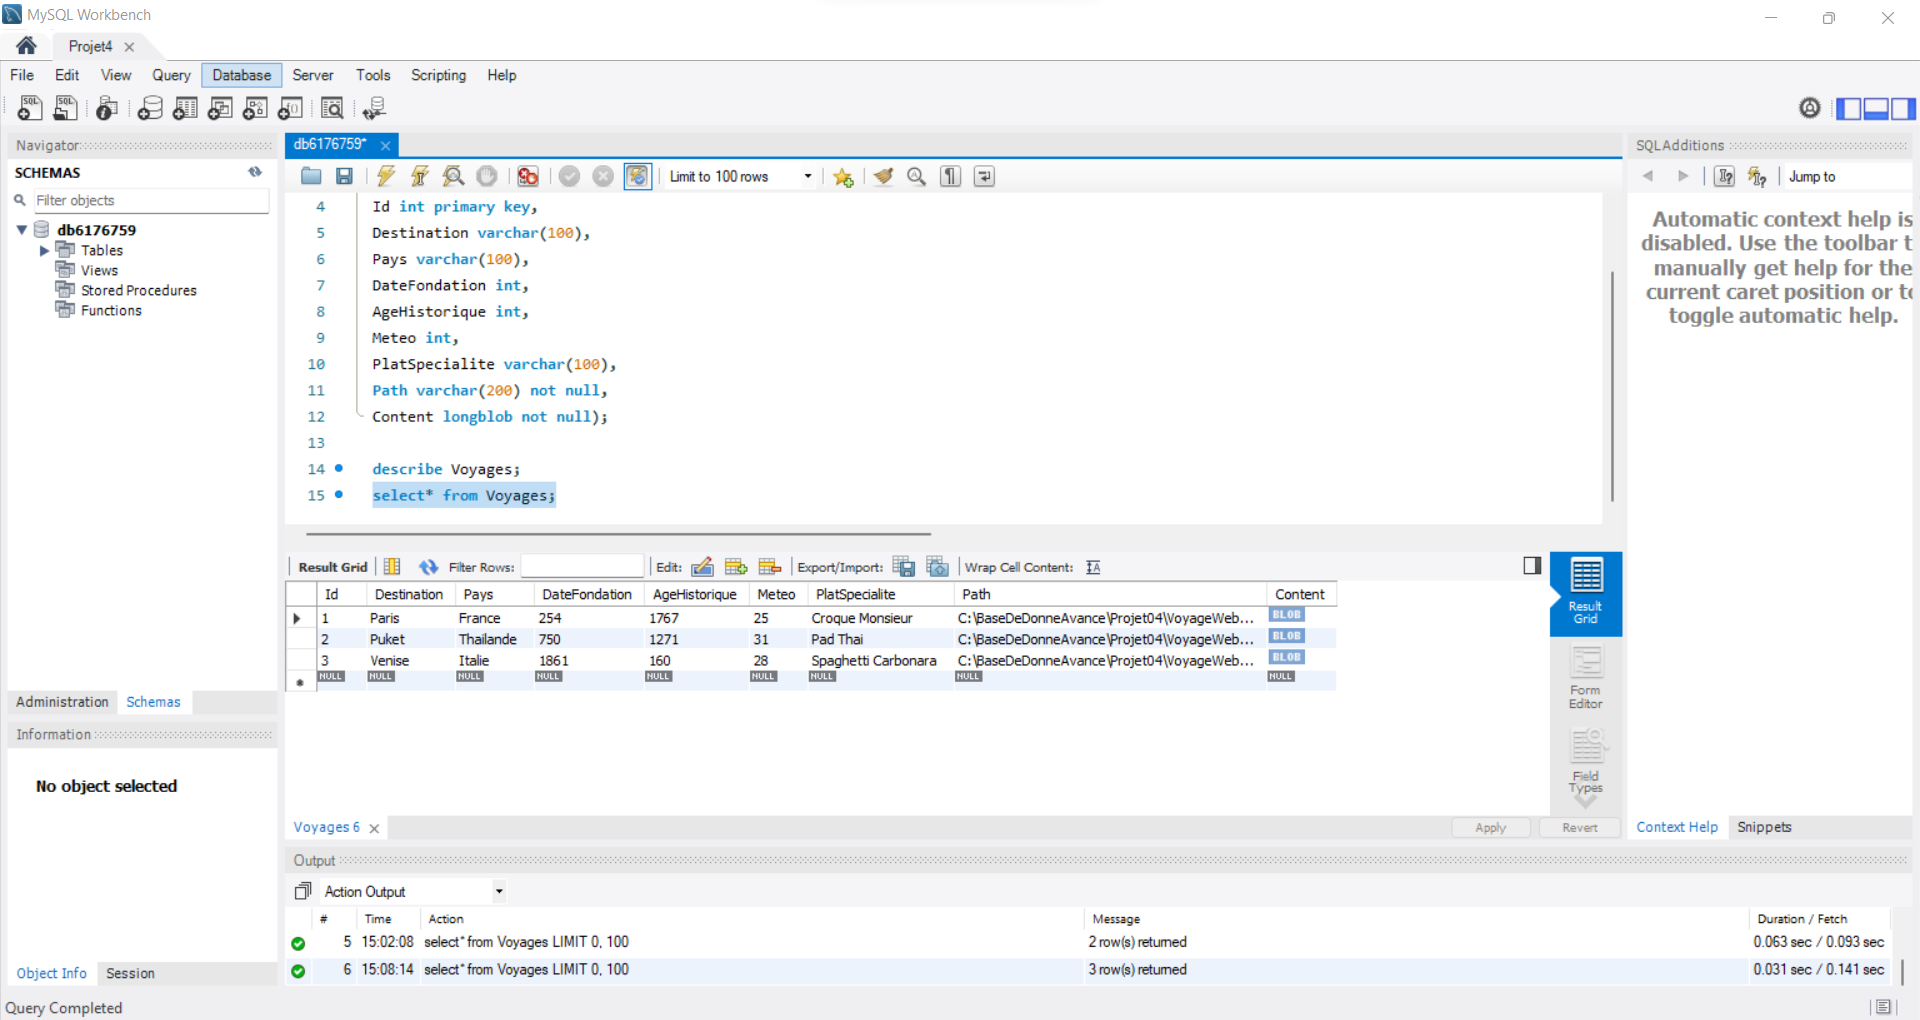 MySQL Workbench
Projet4
File Edit View Query Database Server Tools Scripting Help
Navigator
SCHEMAS
Filter objects
db6176759
Tables
Views
Stored Procedures
Functions
Administration Schemas
Information
No object selected
Object Info Session
db6176759*
Limit to 100 rows
4 Id int primary key,
5 Destination varchar(100),
6 Pays varchar(100),
7 DateFondation int,
8 AgeHistorique int,
9 Meteo int,
10 PlatSpecialite varchar(100),
11 Path varchar(200) not null,
12 Content longblob not null);
13
14 describe Voyages;
15 select* from Voyages;
Result Grid Filter Rows: Edit: Export/Import: Wrap Cell Content:
Id Destination Pays DateFondation AgeHistorique Meteo PlatSpecialite Path Content
1 Paris France 254 1767 25 Croque Monsieur C:\BaseDeDonneAvance\Projet04\VoyageWeb... BLOB
2 Puket Thailande 750 1271 31 Pad Thai C:\BaseDeDonneAvance\Projet04\VoyageWeb... BLOB
3 Venise Italie 1861 160 28 Spaghetti Carbonara C:\BaseDeDonneAvance\Projet04\VoyageWeb... BLOB
NULL NULL NULL NULL NULL NULL NULL NULL NULL
Result
Grid
Form
Editor
Field
Types
Voyages 6
Apply Revert
SQLAdditions
Jump to
Automatic context help is
disabled. Use the toolbar t
manually get help for the
current caret position or to
toggle automatic help.
Context Help Snippets
Output
Action Output
# Time Action Message Duration / Fetch
5 15:02:08 select* from Voyages LIMIT 0, 100 2 row(s) returned 0.063 sec / 0.093 sec
6 15:08:14 select* from Voyages LIMIT 0, 100 3 row(s) returned 0.031 sec / 0.141 sec
Query Completed